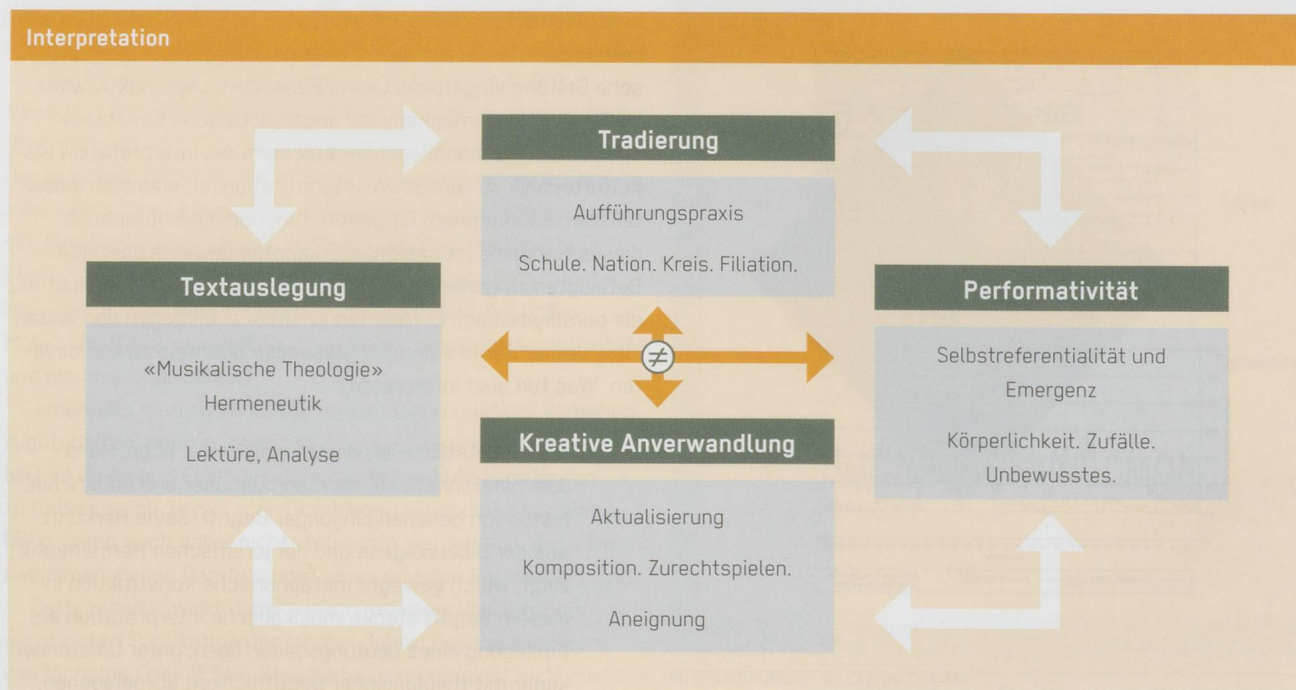 Interpretation
Tradierung
Aufführungspraxis
Schule. Nation. Kreis. Filiation.
Textauslegung
«Musikalische Theologie»
Hermeneutik
Lektüre, Analyse
≠
Performativität
Selbstreferentialität und
Emergenz
Körperlichkeit. Zufälle.
Unbewusstes.
Kreative Anverwandlung
Aktualisierung
Komposition. Zurechtspielen.
Aneignung